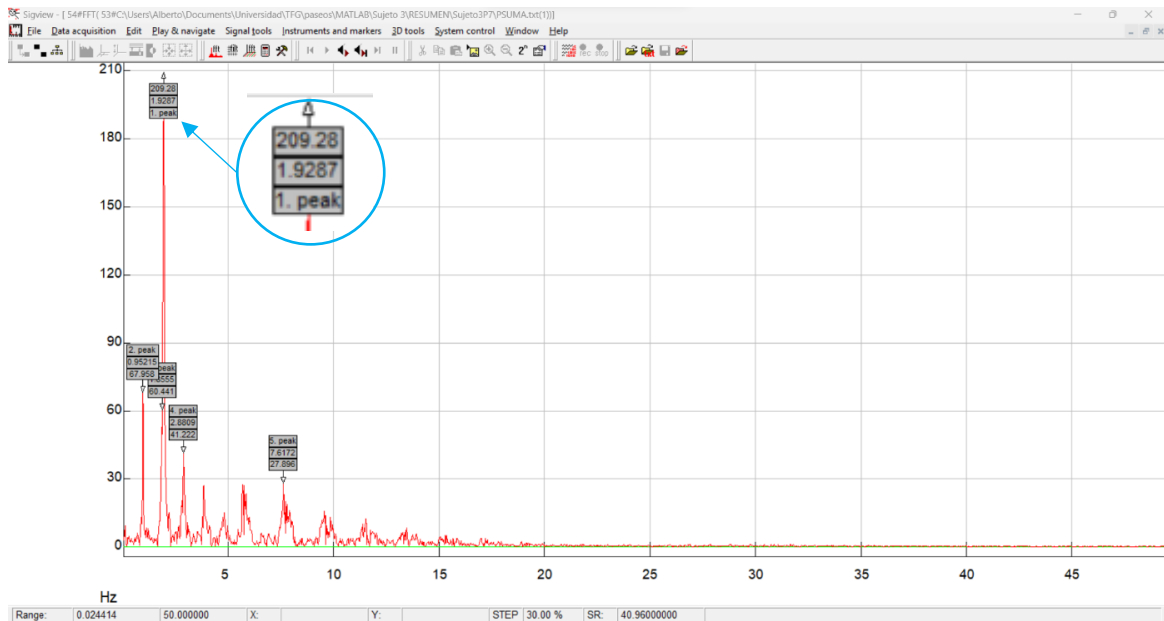 Sigview - [ 54#FFT( 53#C:\Users\Alberto\Documents\Universidad\TFG\paseos\MATLAB\Sujeto 3\RESUMEN\Sujeto3P7\PSUMA.txt(1))]
File Data acquisition Edit Play & navigate Signal tools Instruments and markers 3D tools System control Window Help
210
209.28
1.9287
1. peak
209.28
1.9287
1. peak
180
150
120
90
2. peak
0.95215
67.958
peak
60.441
60
4. peak
2.8809
41.222
5. peak
7.6172
27.896
30
0
5 10 15 20 25 30 35 40 45
Hz
Range: 0.024414 50.000000 X: Y: STEP 30.00 % SR: 40.96000000